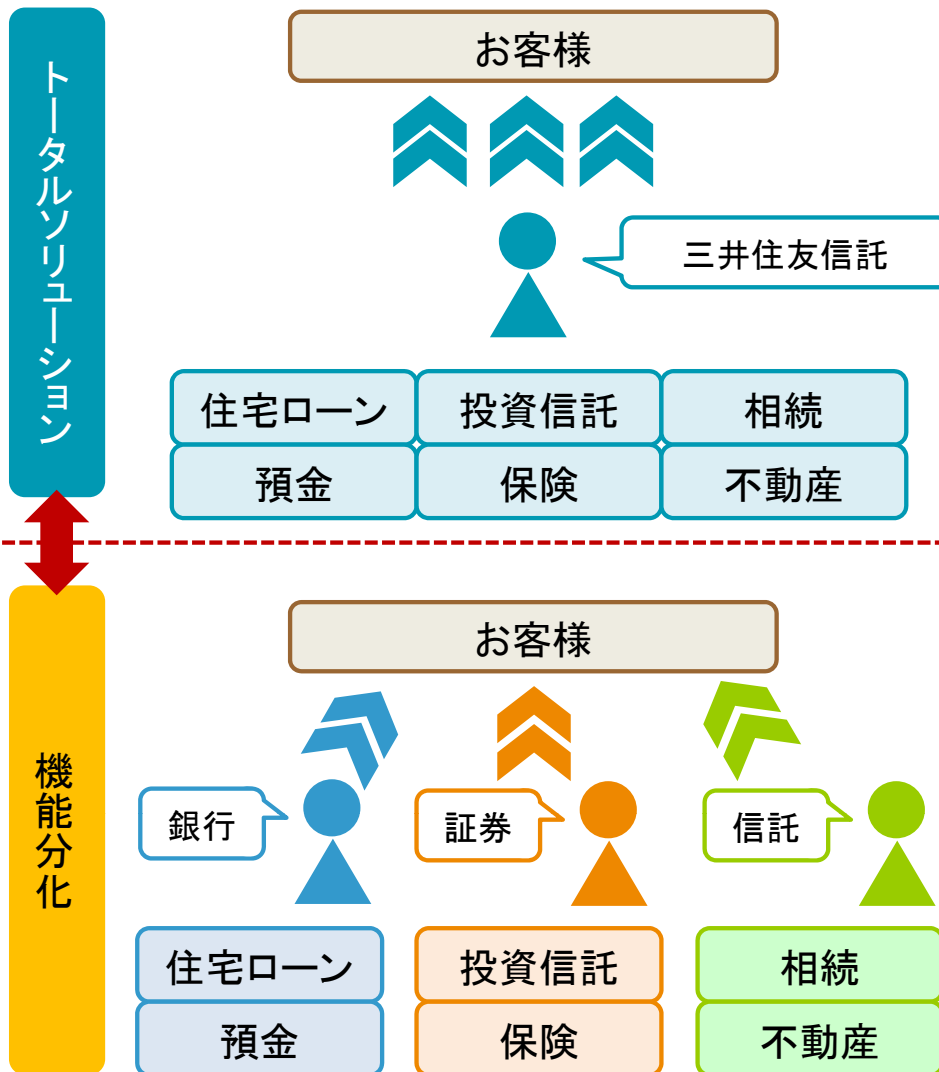 トータルソリューション
お客様
三井住友信託
住宅ローン
投資信託
相続
預金
保険
不動産
機能分化
お客様
銀行
証券
信託
住宅ローン
投資信託
相続
預金
保険
不動産